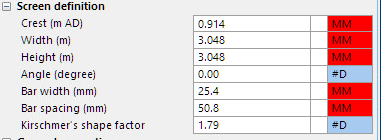 Screen definition
Crest (m AD) 0.914 MM
Width (m) 3.048 MM
Height (m) 3.048 MM
Angle (degree) 0.00 #D
Bar width (mm) 25.4 MM
Bar spacing (mm) 50.8 MM
Kirschmer's shape factor 1.79 #D